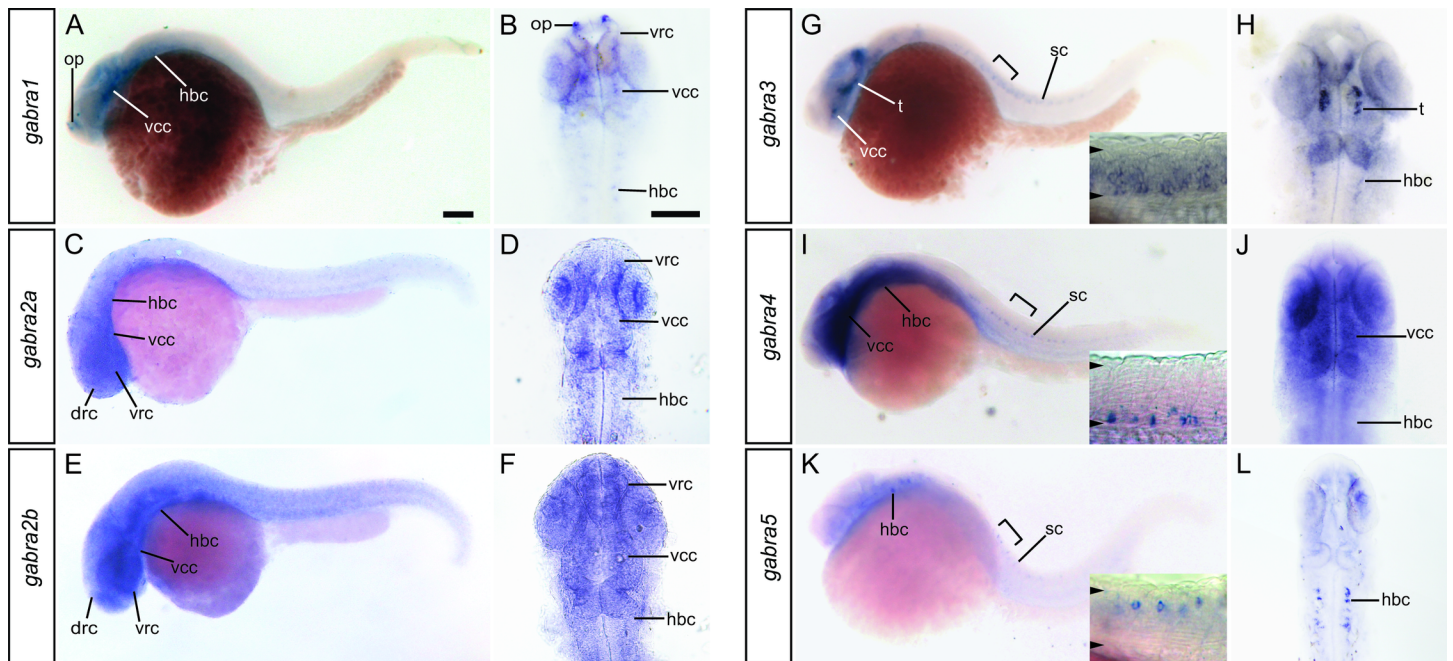 gabra1
A
op
vcc
hbc
B
op
vrc
vcc
hbc
gabra2a
C
hbc
vcc
drc
vrc
D
vrc
vcc
hbc
gabra2b
E
hbc
vcc
drc
vrc
F
vrc
vcc
hbc
gabra3
G
sc
t
vcc
H
t
hbc
gabra4
I
sc
hbc
vcc
J
vcc
hbc
gabra5
K
hbc
sc
L
hbc